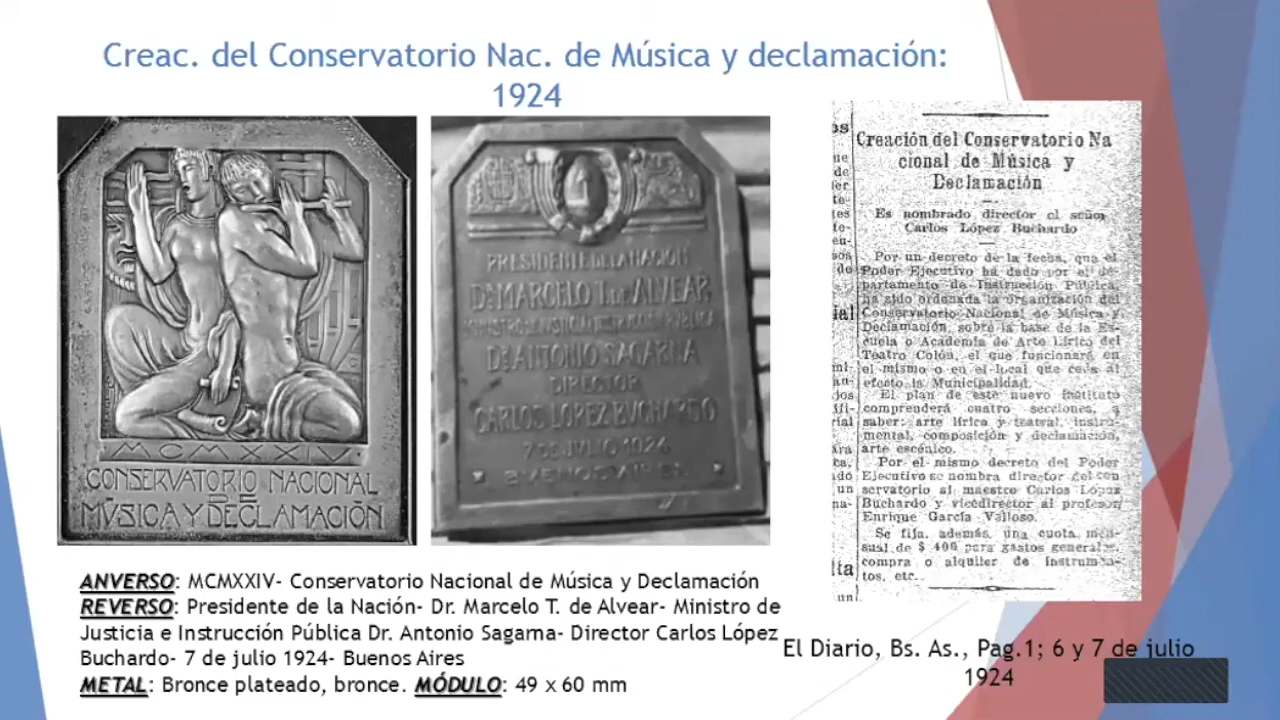 Creac. del Conservatorio Nac. de Música y declamación:
1924
MCMXXIV
CONSERVATORIO NACIONAL
DE
MVSICA Y DECLAMACIÓN
PRESIDENTE DE LA NACION
DR MARCELO T. DE ALVEAR
MINISTRO DE JUSTICIA E INSTRUCCION PUBLICA
DR ANTONIO SAGARNA
DIRECTOR
CARLOS LOPEZ BUCHARDO
7 DE JULIO 1924
BUENOS AIRES
Creación del Conservatorio Na
cional de Música y
Declamación
Es nombrado director el señor
Carlos López Buchardo
Por un decreto de la fecha, que el
Poder Ejecutivo ha dado por el de-
partamento de Instrucción Pública,
ha sido ordenada la organización del
Conservatorio Nacional de Música y
Declamación, sobre la base de la Es-
cuela o Academia de Arte Lírico del
Teatro Colón, el que funcionará en
el mismo o en el local que ceda al
efecto la Municipalidad.
El plan de este nuevo instituto
comprenderá cuatro secciones, a
saber: arte lírico y teatral, instru-
mental, composición y declamación,
arte escénico.
Por el mismo decreto del Poder
Ejecutivo se nombra director del con
servatorio al maestro Carlos López
Buchardo y vicedirector al profesor
Enrique García Velloso.
Se fija, además, una cuota men-
sual de $ 400 para gastos generales,
compra o alquiler de instrumen-
tos, etc.
ANVERSO: MCMXXIV- Conservatorio Nacional de Música y Declamación
REVERSO: Presidente de la Nación- Dr. Marcelo T. de Alvear- Ministro de
Justicia e Instrucción Pública Dr. Antonio Sagarna- Director Carlos López
Buchardo- 7 de julio 1924- Buenos Aires
METAL: Bronce plateado, bronce. MÓDULO: 49 x 60 mm
El Diario, Bs. As., Pag.1; 6 y 7 de julio
1924